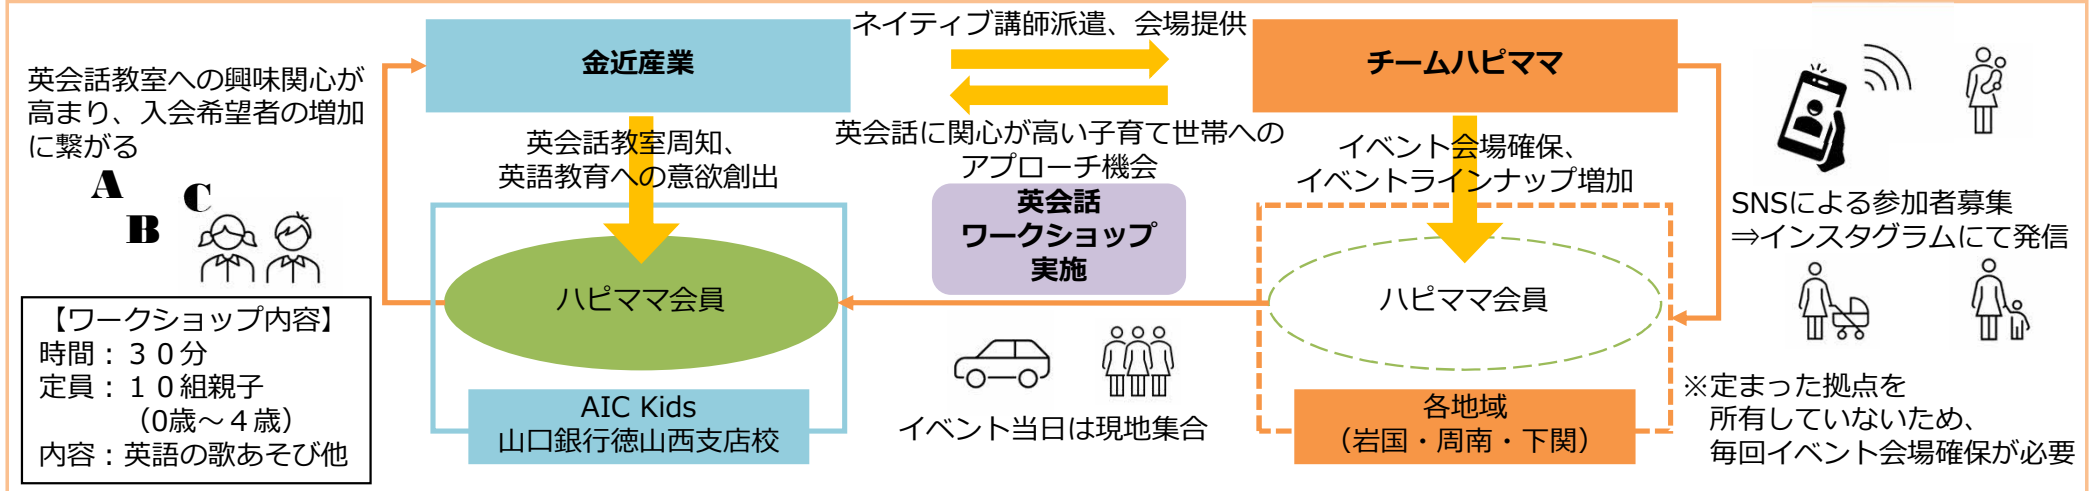 ネイティブ講師派遣、会場提供
金近産業
チームハピママ
英会話教室への興味関心が
高まり、入会希望者の増加
に繋がる
A
B
C
英会話教室周知、
英語教育への意欲創出
英会話に関心が高い子育て世帯への
アプローチ機会
イベント会場確保、
イベントラインナップ増加
英会話
ワークショップ
実施
SNSによる参加者募集
⇒インスタグラムにて発信
ハピママ会員
ハピママ会員
【ワークショップ内容】
時間：３０分
定員：１０組親子
（0歳～４歳）
内容：英語の歌あそび他
AIC Kids
山口銀行徳山西支店校
イベント当日は現地集合
各地域
（岩国・周南・下関）
※定まった拠点を
所有していないため、
毎回イベント会場確保が必要